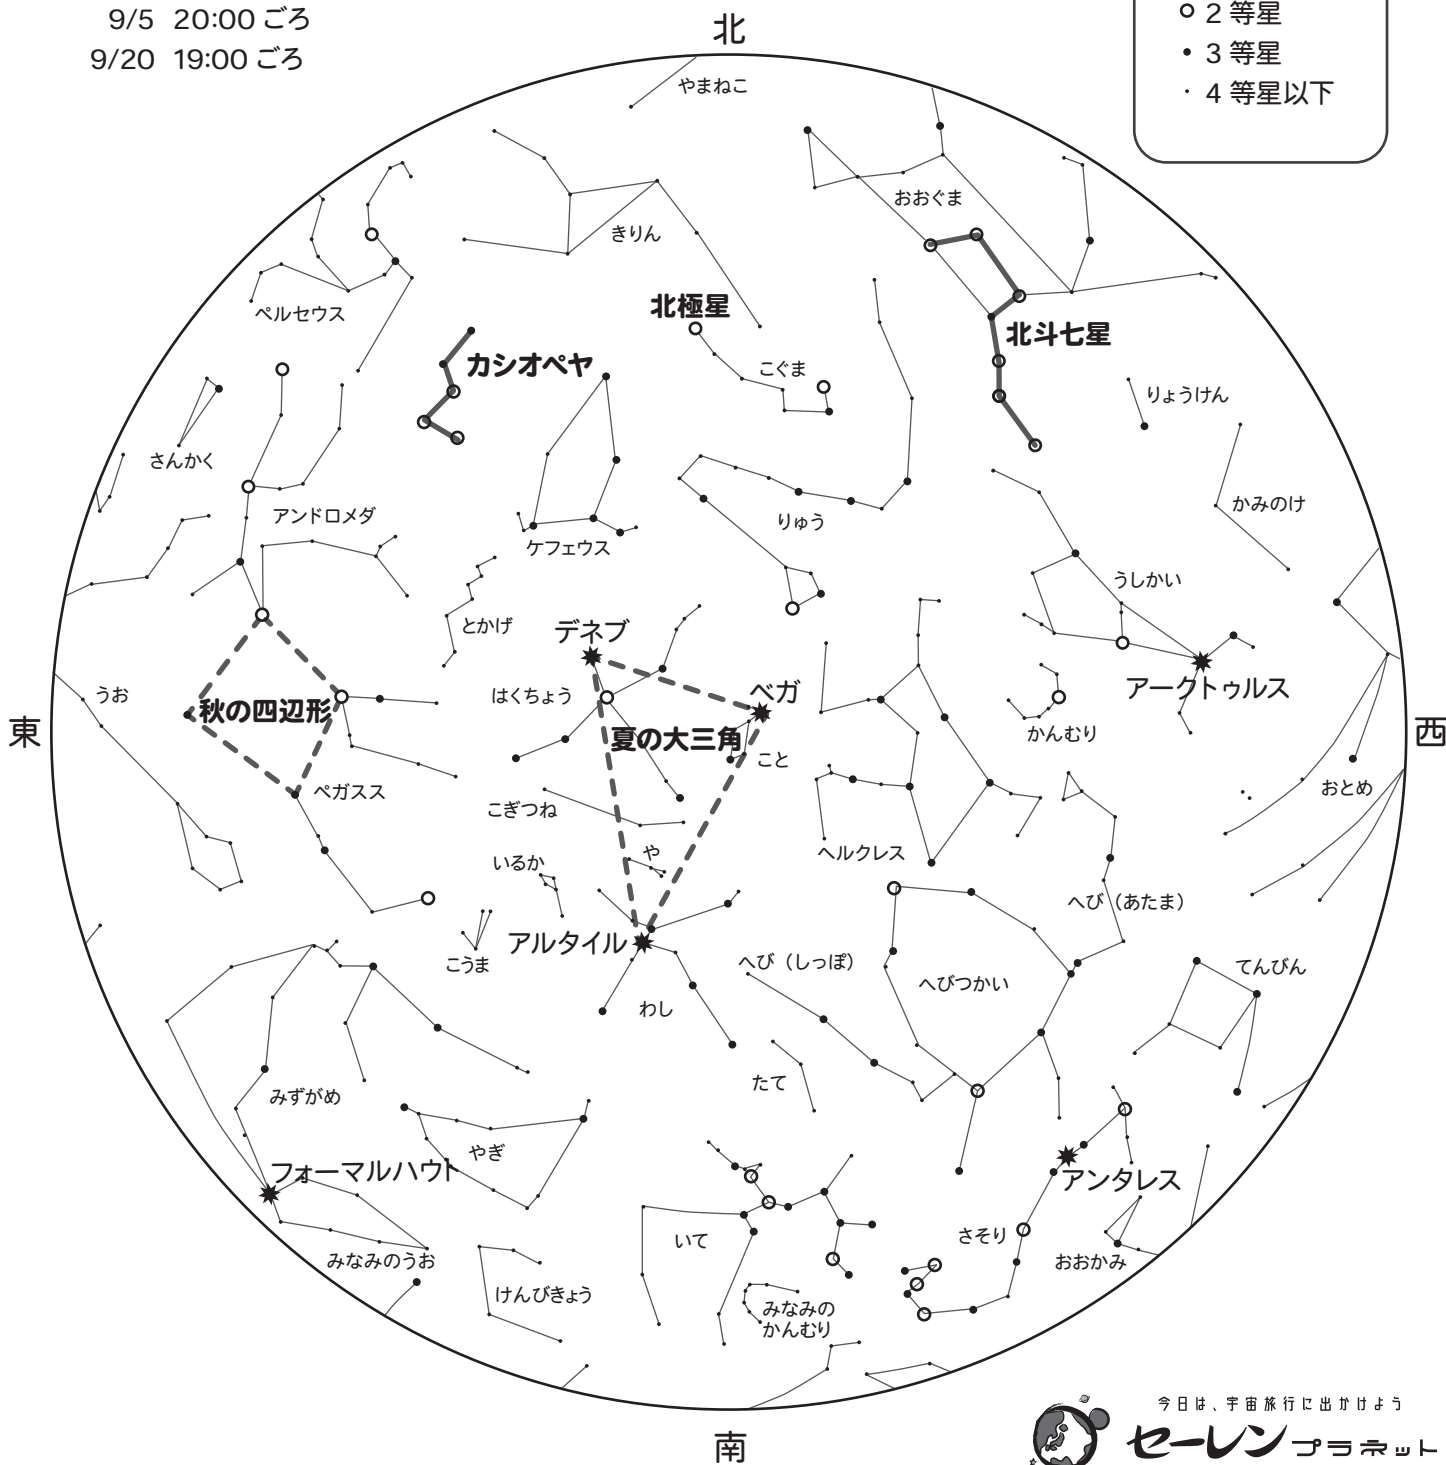 9/5 20:00 ごろ
9/20 19:00 ごろ
2 等星
3 等星
4 等星以下
北
やまねこ
おおぐま
きりん
ペルセウス
北極星
北斗七星
カシオペヤ
こぐま
りょうけん
さんかく
かみのけ
アンドロメダ
りゅう
ケフェウス
うしかい
とかげ
デネブ
アークトゥルス
うお
はくちょう
ベガ
秋の四辺形
東
夏の大三角
かんむり
西
こと
ペガスス
おとめ
こぎつね
や
ヘルクレス
いるか
へび（あたま）
アルタイル
こうま
へび（しっぽ）
へびつかい
てんびん
わし
たて
みずがめ
やぎ
フォーマルハウト
アンタレス
いて
さそり
みなみのうお
おおかみ
けんびきょう
みなみの
かんむり
南
今日は、宇宙旅行に出かけよう
セーレンプラネット